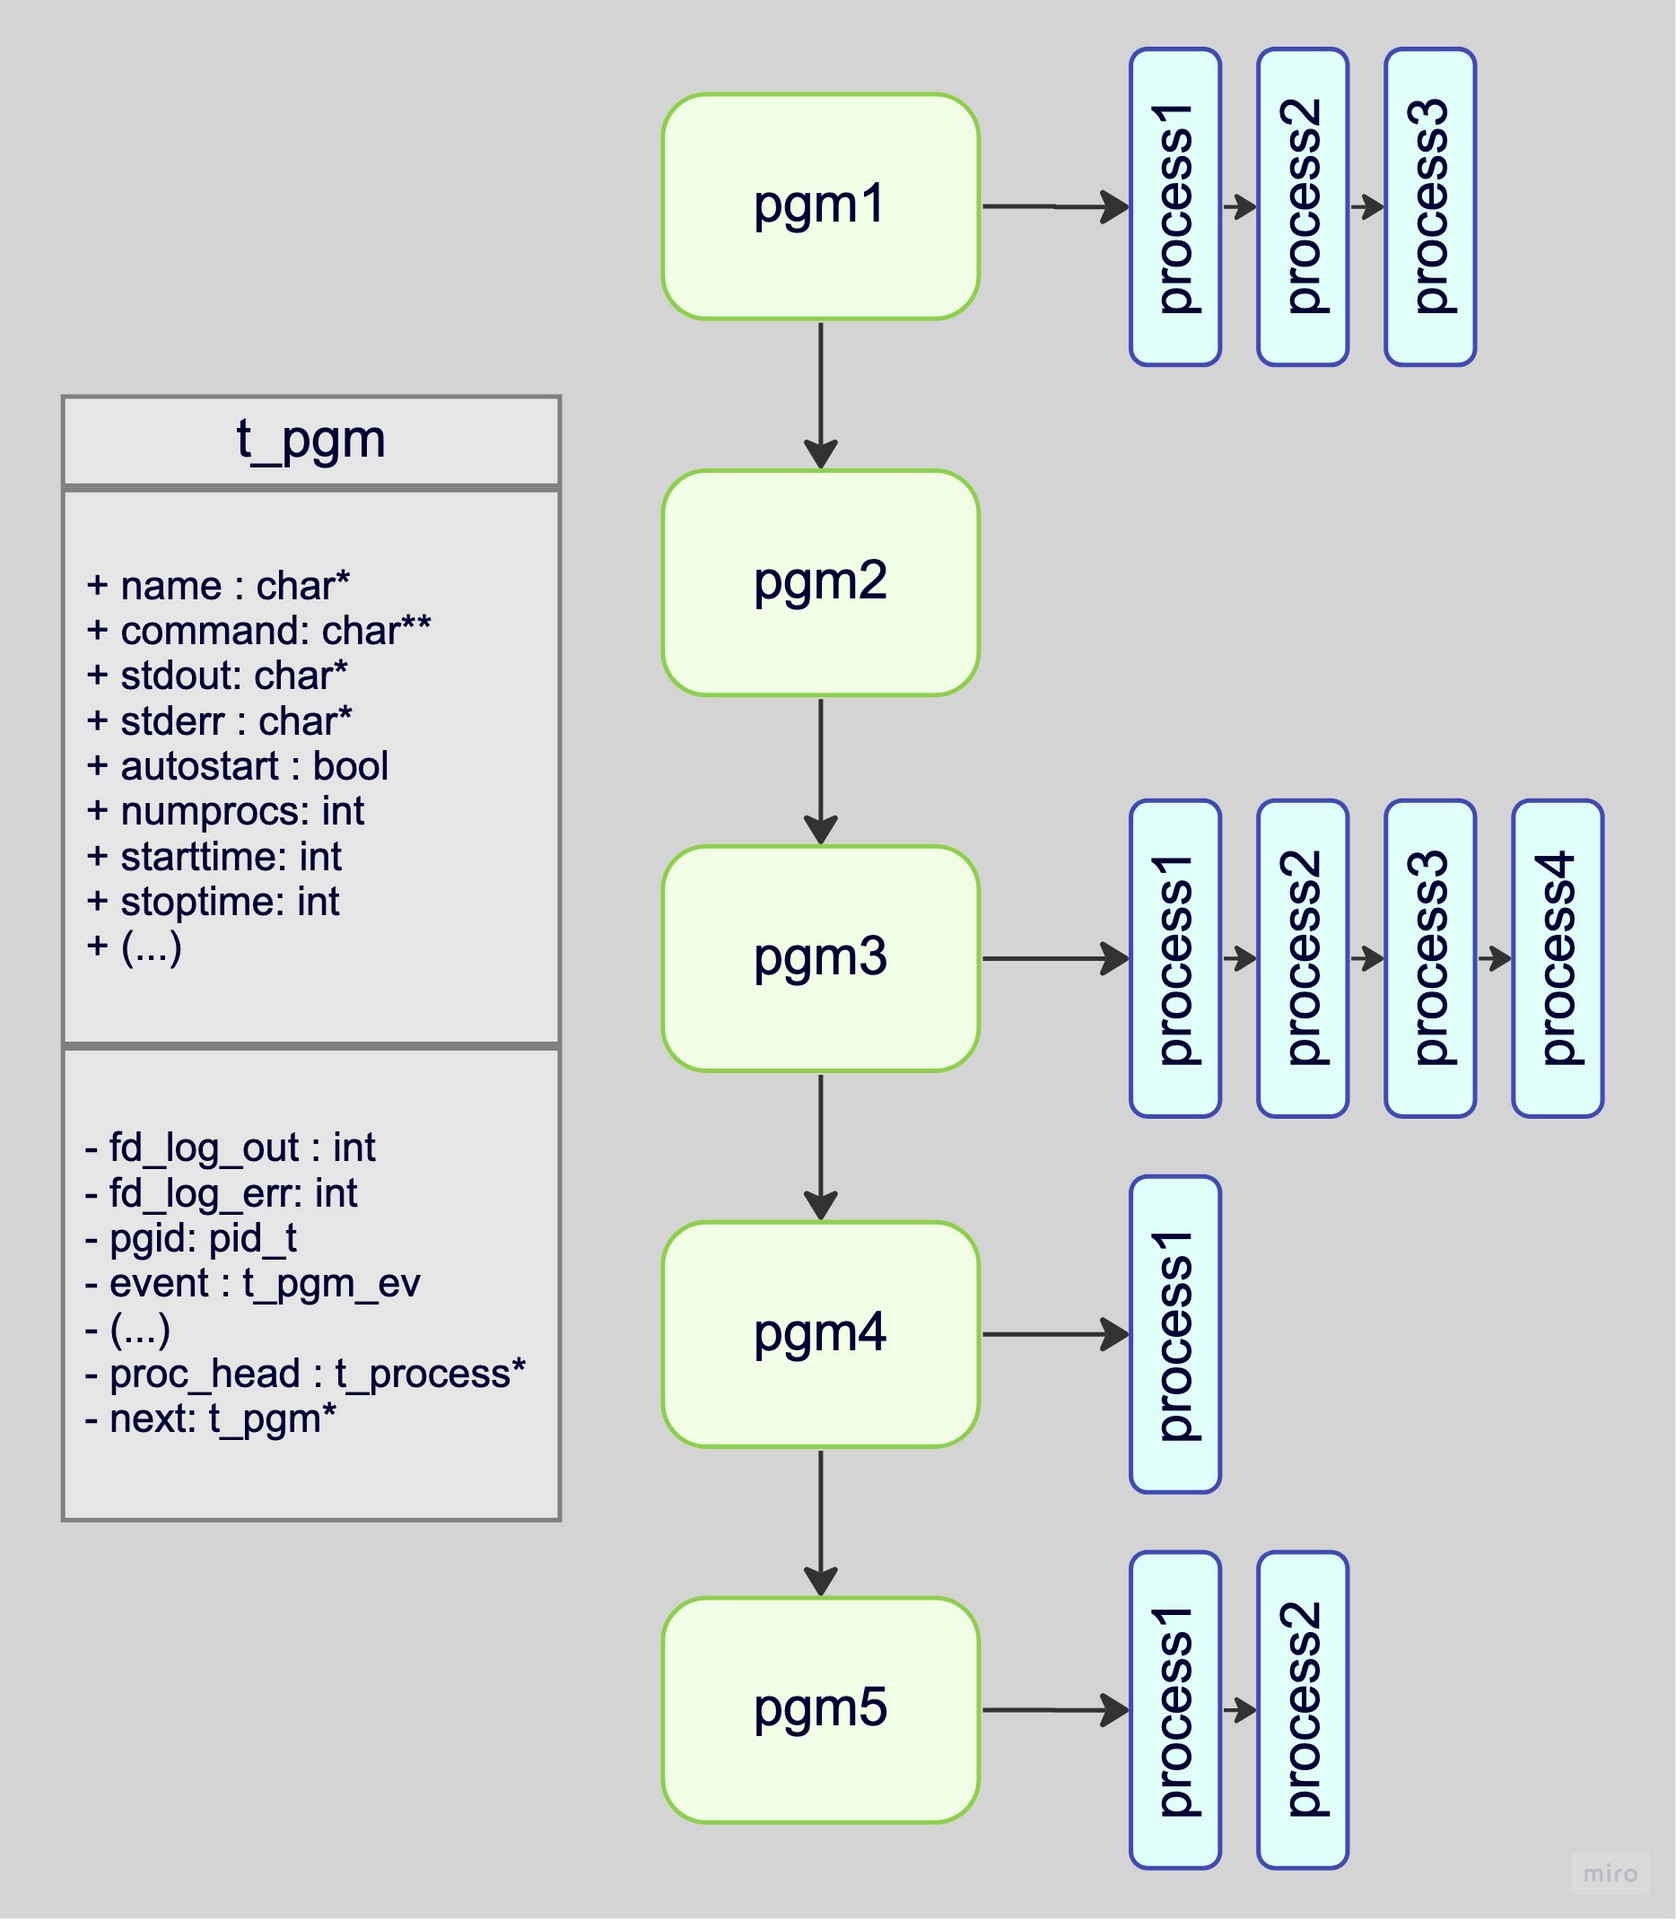 pgm1
process1
process2
process3
t_pgm
+ name : char*
+ command: char**
+ stdout: char*
+ stderr : char*
+ autostart : bool
+ numprocs: int
+ starttime: int
+ stoptime: int
+ (...)
- fd_log_out : int
- fd_log_err: int
- pgid: pid_t
- event : t_pgm_ev
- (...)
- proc_head : t_process*
- next: t_pgm*
pgm2
pgm3
process1
process2
process3
process4
pgm4
process1
pgm5
process1
process2
miro